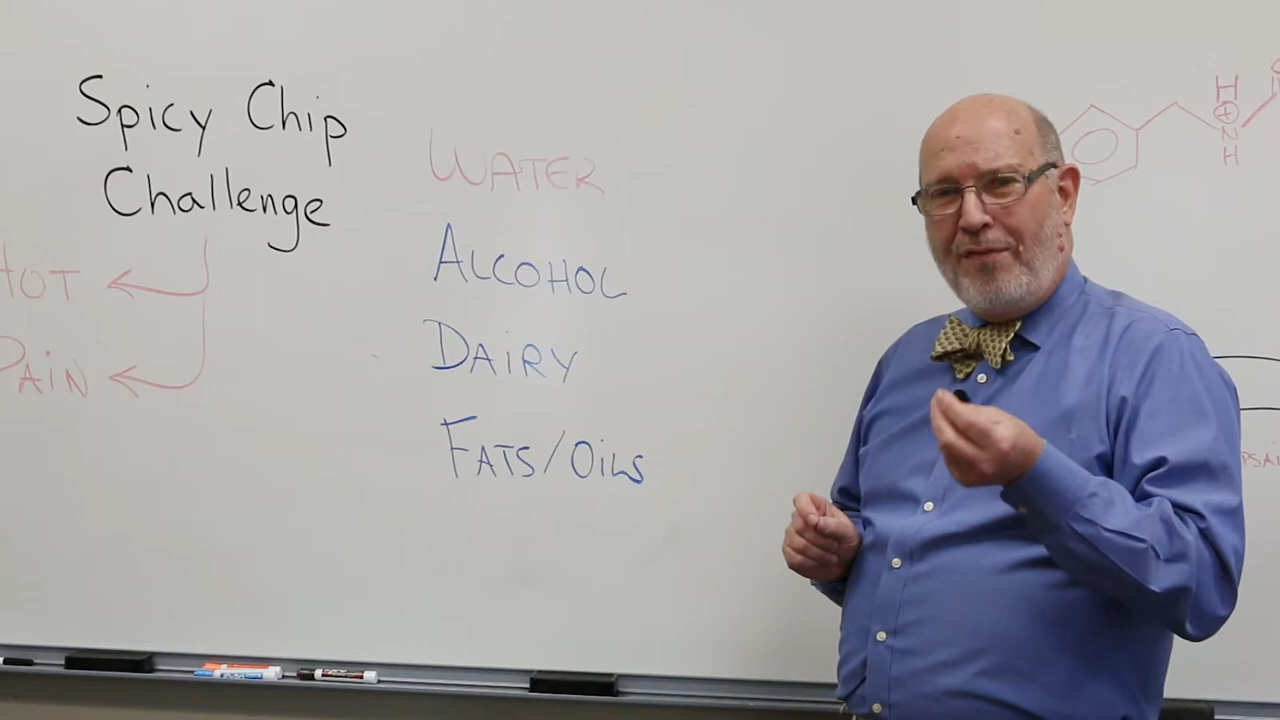 Spicy Chip
Challenge
HOT
PAIN
WATER
ALCOHOL
DAIRY
FATS/OILS
H
+
N
H